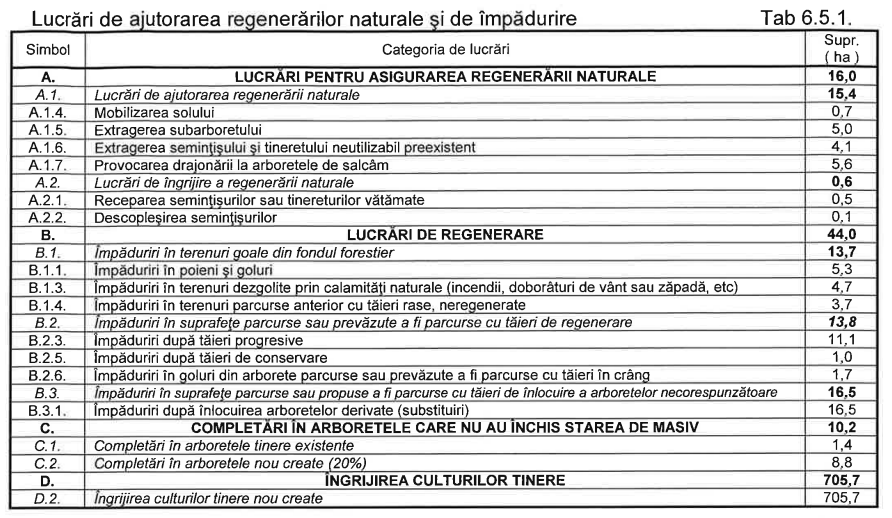 Lucrări de ajutorarea regenerărilor naturale şi de împădurire Tab 6.5.1.
Simbol Categoria de lucrări Supr. ( ha )
A. LUCRĂRI PENTRU ASIGURAREA REGENERĂRII NATURALE 16,0
A.1. Lucrări de ajutorarea regenerării naturale 15,4
A.1.4. Mobilizarea solului 0,7
A.1.5. Extragerea subarboretului 5,0
A.1.6. Extragerea seminţişului şi tineretului neutilizabil preexistent 4,1
A.1.7. Provocarea drajonării la arboretele de salcâm 5,6
A.2. Lucrări de îngrijire a regenerării naturale 0,6
A.2.1. Receparea seminţişurilor sau tinereturilor vătămate 0,5
A.2.2. Descopleşirea seminţişurilor 0,1
B. LUCRĂRI DE REGENERARE 44,0
B.1. Împăduriri în terenuri goale din fondul forestier 13,7
B.1.1. Împăduriri în poieni şi goluri 5,3
B.1.3. Împăduriri în terenuri dezgolite prin calamităţi naturale (incendii, doborâturi de vânt sau zăpadă, etc) 4,7
B.1.4. Împăduriri în terenuri parcurse anterior cu tăieri rase, neregenerate 3,7
B.2. Împăduriri în suprafeţe parcurse sau prevăzute a fi parcurse cu tăieri de regenerare 13,8
B.2.3. Împăduriri după tăieri progresive 11,1
B.2.5. Împăduriri după tăieri de conservare 1,0
B.2.6. Împăduriri în goluri din arborete parcurse sau prevăzute a fi parcurse cu tăieri în crâng 1,7
B.3. Împăduriri în suprafeţe parcurse sau propuse a fi parcurse cu tăieri de înlocuire a arboretelor necorespunzătoare 16,5
B.3.1. Împăduriri după înlocuirea arboretelor derivate (substituiri) 16,5
C. COMPLETĂRI ÎN ARBORETELE CARE NU AU ÎNCHIS STAREA DE MASIV 10,2
C.1. Completări în arboretele tinere existente 1,4
C.2. Completări în arboretele nou create (20%) 8,8
D. ÎNGRIJIREA CULTURILOR TINERE 705,7
D.2. Îngrijirea culturilor tinere nou create 705,7